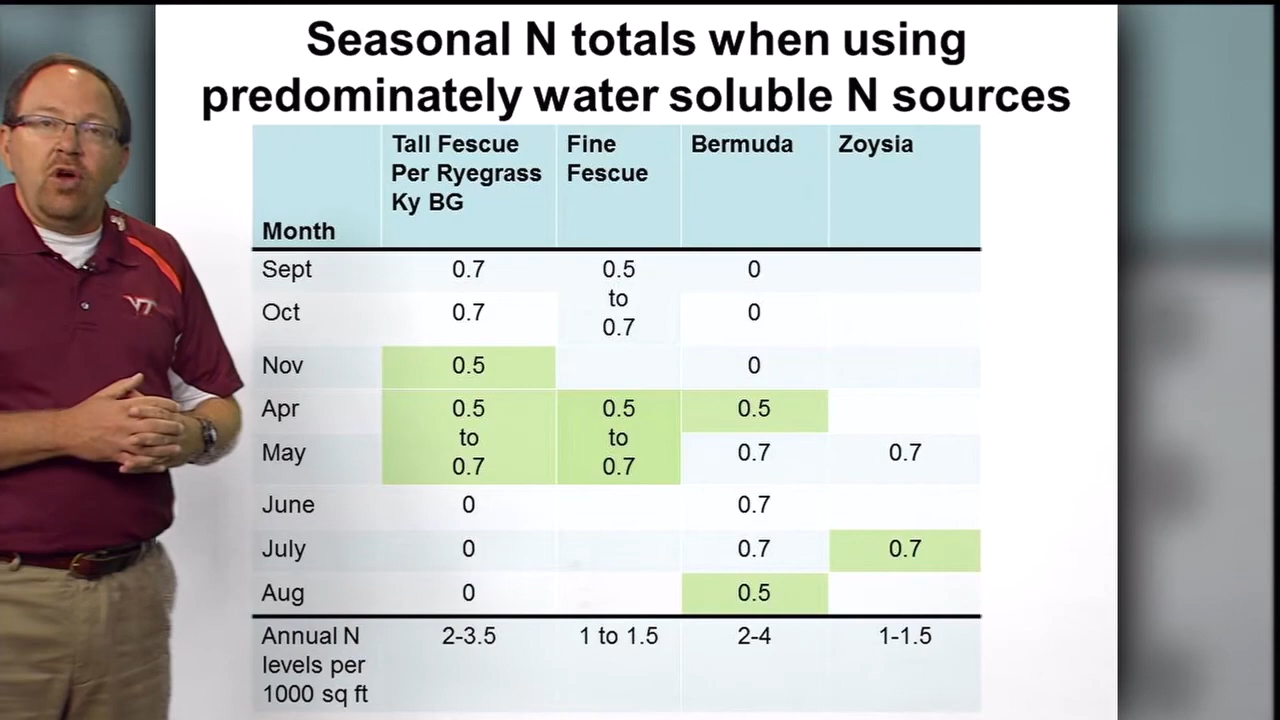 Seasonal N totals when using
predominately water soluble N sources
Month Tall Fescue Per Ryegrass Ky BG Fine Fescue Bermuda Zoysia
Sept 0.7 0.5 0
to
Oct 0.7 0.7 0
Nov 0.5 0
Apr 0.5 0.5 0.5
to to
May 0.7 0.7 0.7 0.7
June 0 0.7
July 0 0.7 0.7
Aug 0 0.5
Annual N levels per 1000 sq ft 2-3.5 1 to 1.5 2-4 1-1.5
VT